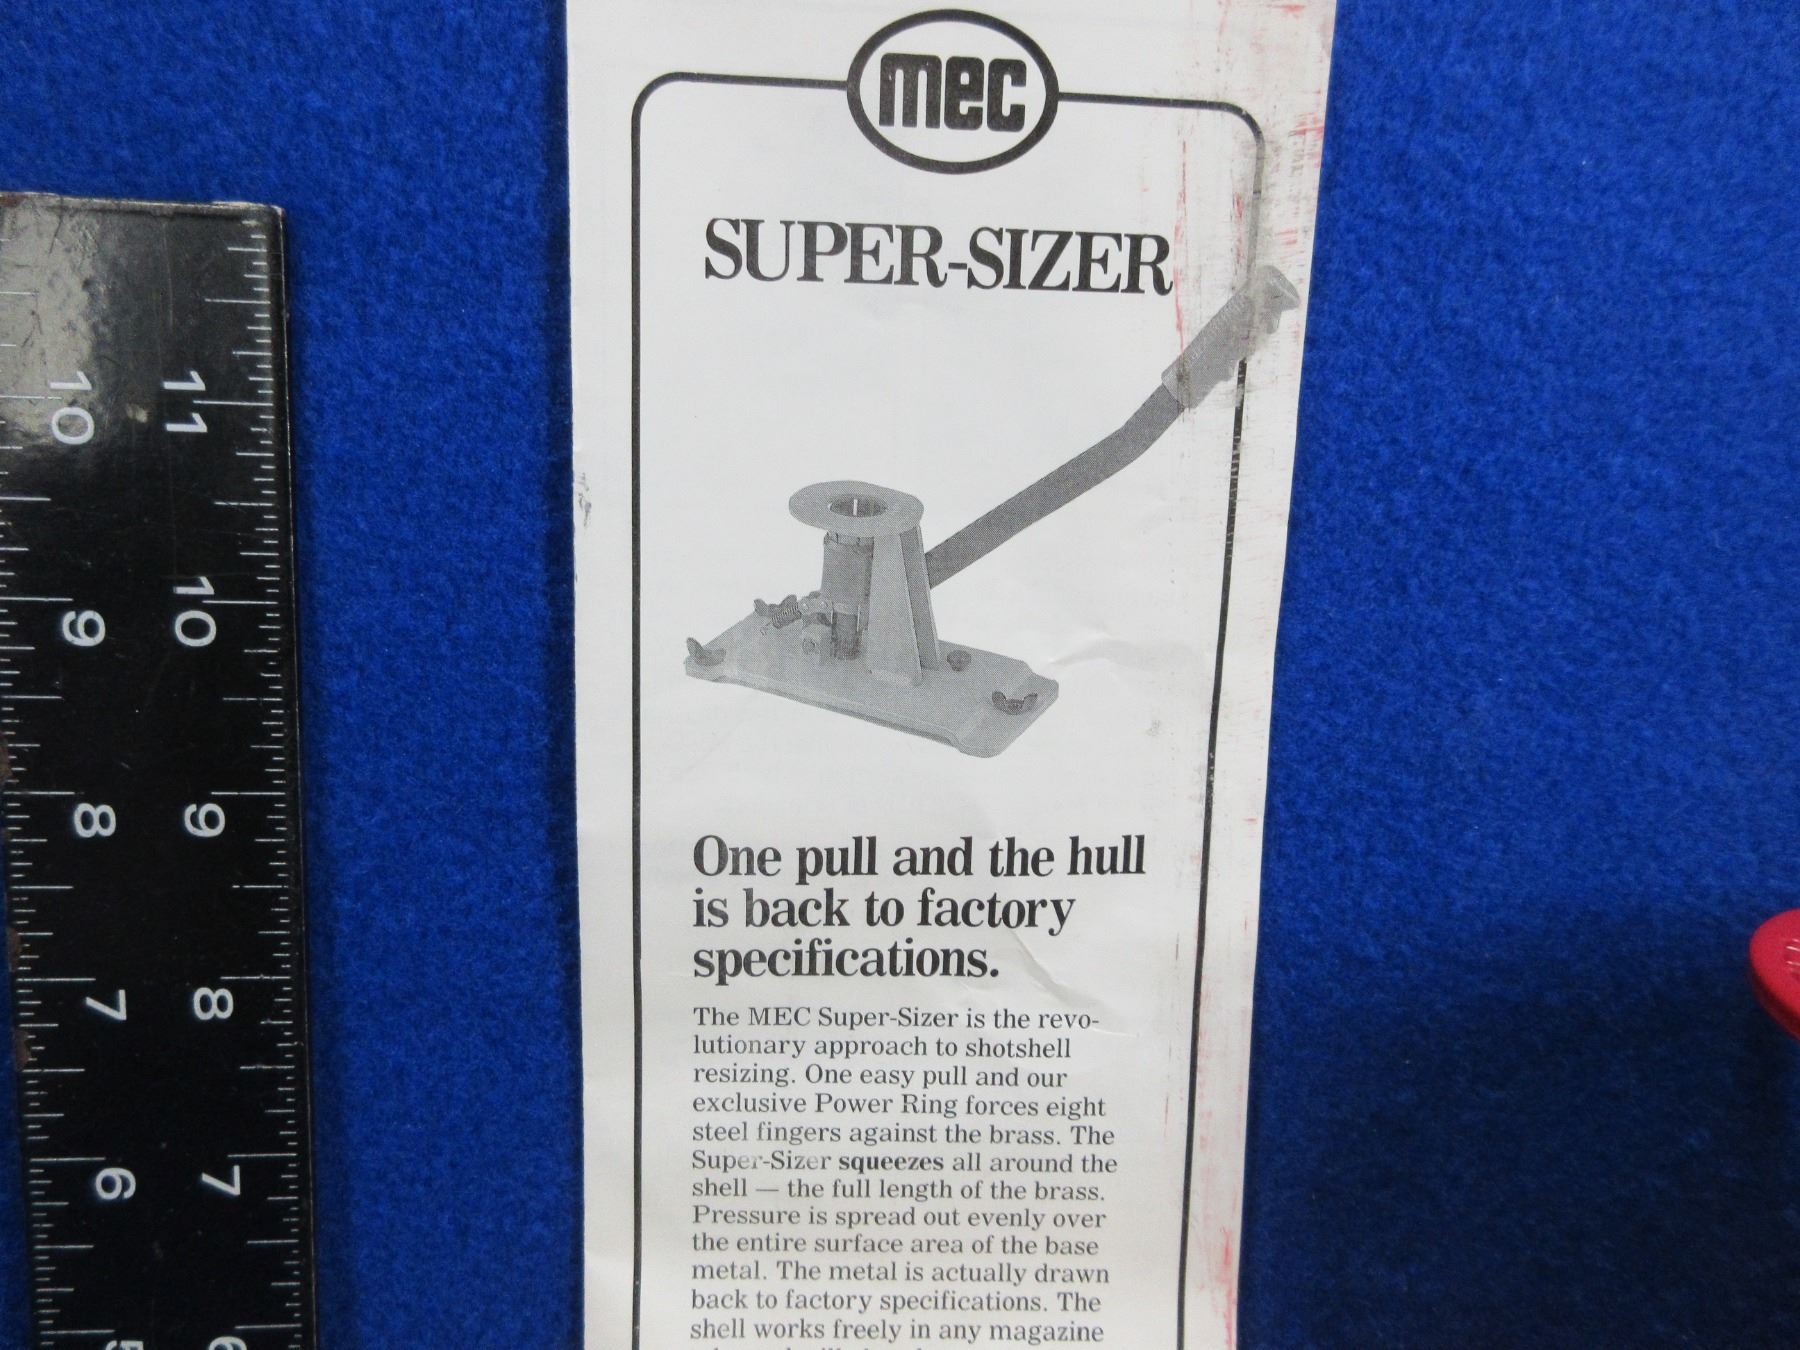 mec
SUPER-SIZER
One pull and the hull
is back to factory
specifications.
The MEC Super-Sizer is the revo-
lutionary approach to shotshell
resizing. One easy pull and our
exclusive Power Ring forces eight
steel fingers against the brass. The
Super-Sizer squeezes all around the
shell — the full length of the brass.
Pressure is spread out evenly over
the entire surface area of the base
metal. The metal is actually drawn
back to factory specifications. The
shell works freely in any magazine
11
10
10
9
9
8
8
7
7
6
6
5